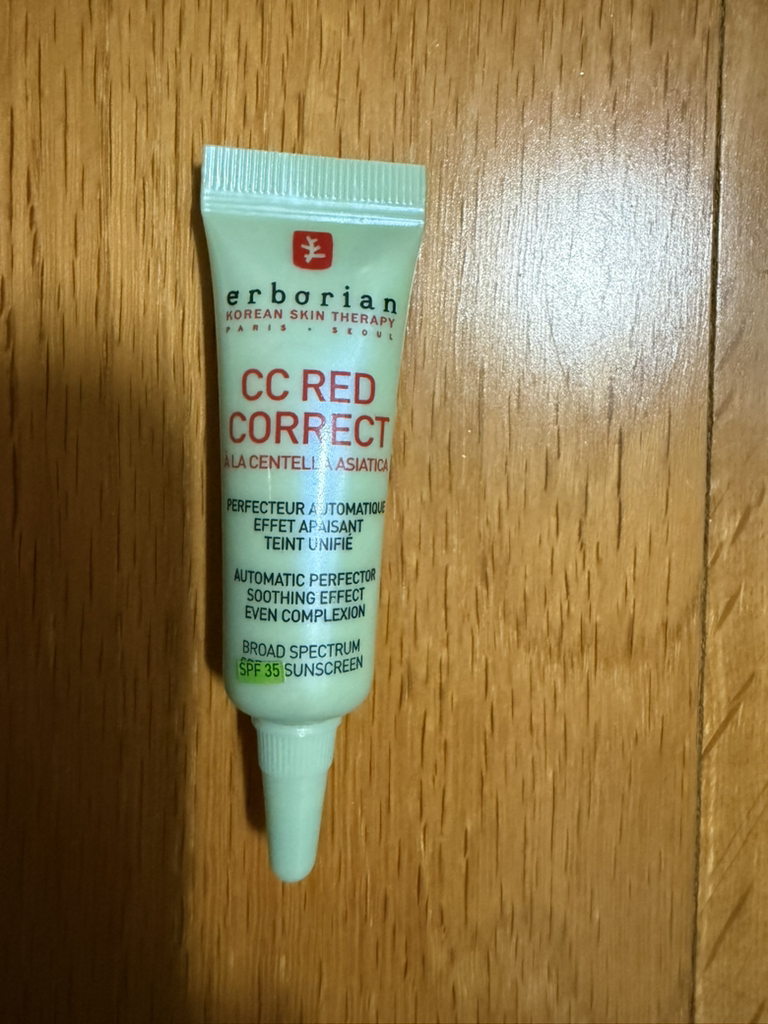 erborian
KOREAN SKIN THERAPY
PARIS - SEOUL
CC RED
CORRECT
À LA CENTELLA ASIATICA
PERFECTEUR AUTOMATIQUE
EFFET APAISANT
TEINT UNIFIÉ
AUTOMATIC PERFECTOR
SOOTHING EFFECT
EVEN COMPLEXION
BROAD SPECTRUM
SPF 35 SUNSCREEN